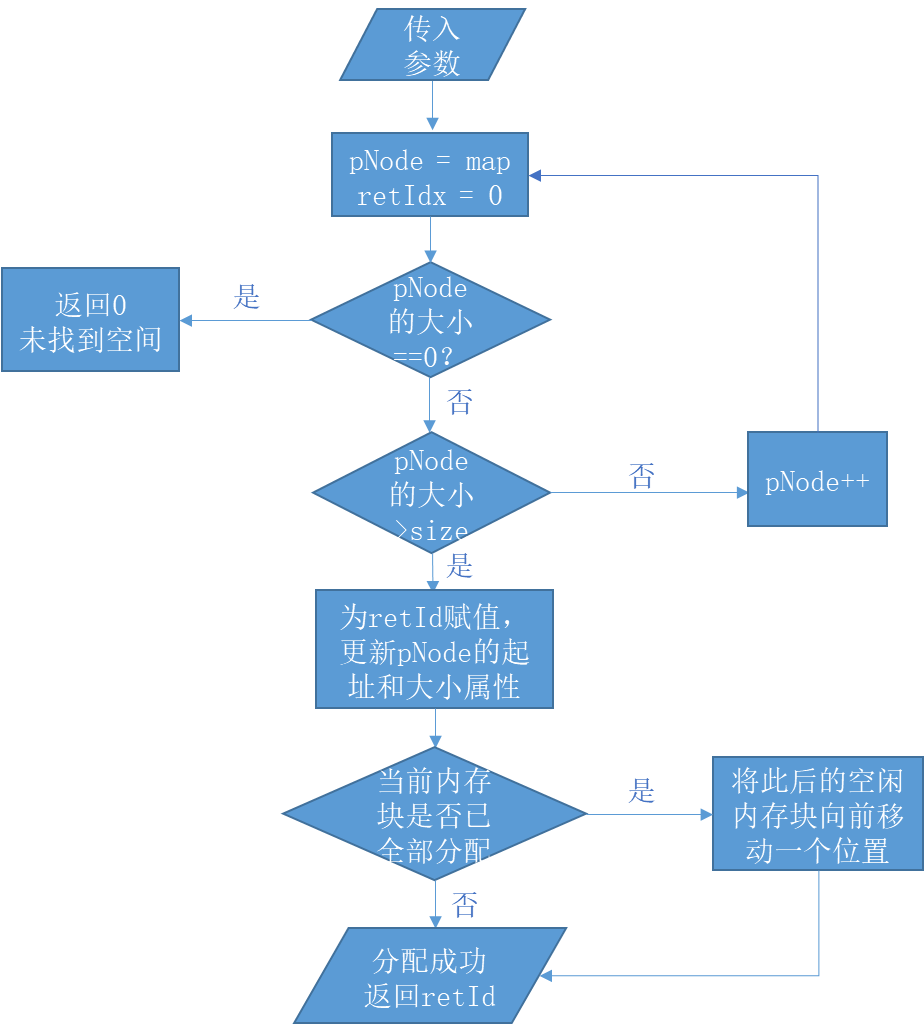 传入
参数
pNode = map
retIdx = 0
是
返回0
未找到空间
pNode
的大小
==0?
否
pNode
的大小
>size
否
pNode++
是
为retId赋值，
更新pNode的起
址和大小属性
当前内存
块是否已
全部分配
是
将此后的空闲
内存块向前移
动一个位置
否
分配成功
返回retId